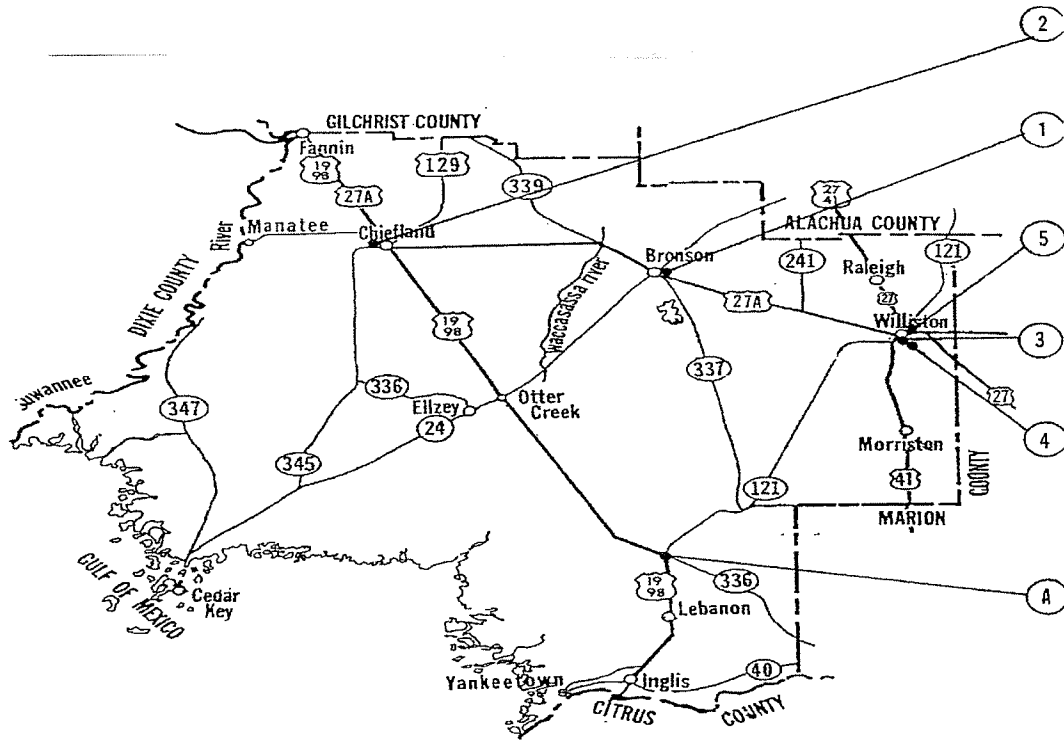 2
GILCHRIST COUNTY
Fannin
19
98
129
1
27A
339
27
ALACHUA COUNTY
River
Manatee
Chiefland
5
Bronson
241
121
Raleigh
DIXIE COUNTY
Waccasassa river
27A
27
19
98
Williston
3
337
Suwannee
336
Otter
Creek
27
347
Ellzey
24
Morriston
4
345
121
41
COUNTY
MARION
GULF OF MEXICO
Cedar
Key
19
98
336
A
Lebanon
Yankeetown
Inglis
40
CITRUS
COUNTY